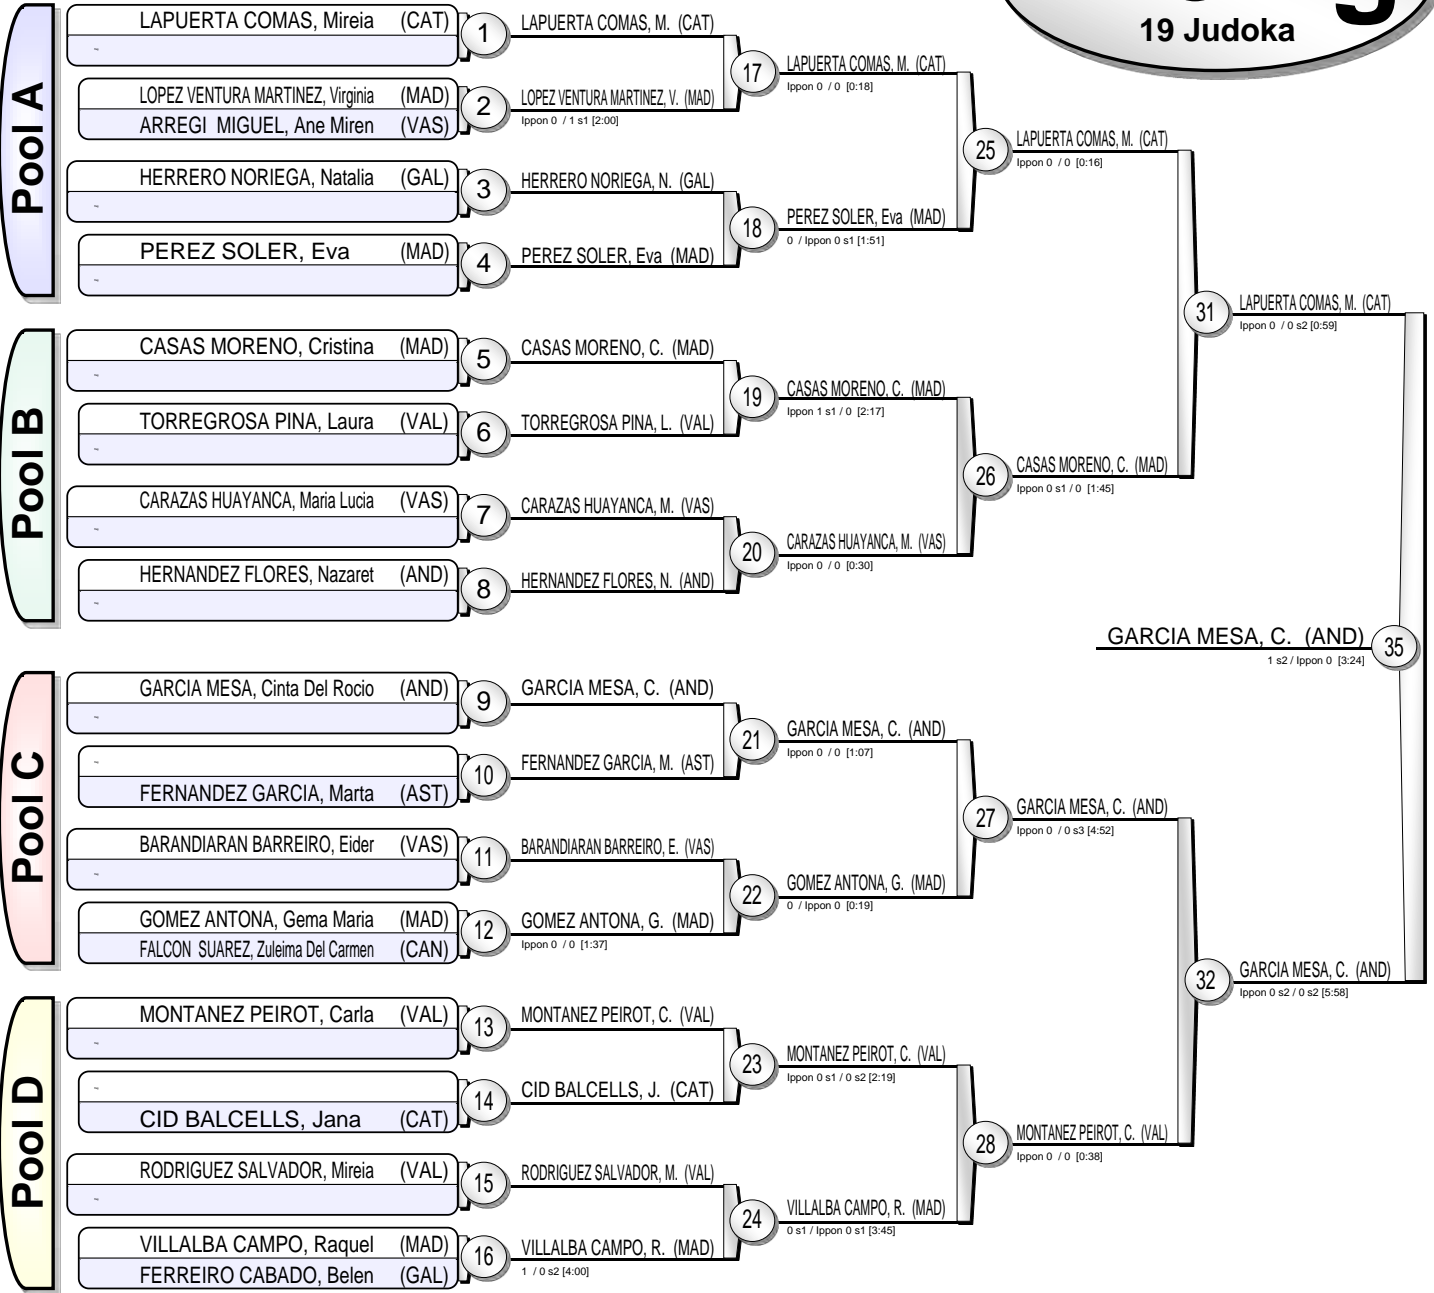 19 Judoka
Pool A
LAPUERTA COMAS, Mireia (CAT)
~
1
LOPEZ VENTURA MARTINEZ, Virginia (MAD)
ARREGI  MIGUEL, Ane Miren (VAS)
2
HERRERO NORIEGA, Natalia (GAL)
~
3
PEREZ SOLER, Eva (MAD)
~
4
LAPUERTA COMAS, M. (CAT)
LOPEZ VENTURA MARTINEZ, V. (MAD)
Ippon 0 / 1 s1 [2:00]
17
HERRERO NORIEGA, N. (GAL)
PEREZ SOLER, Eva (MAD)
18
LAPUERTA COMAS, M. (CAT)
Ippon 0 / 0 [0:18]
PEREZ SOLER, Eva (MAD)
0 / Ippon 0 s1 [1:51]
25
LAPUERTA COMAS, M. (CAT)
Ippon 0 / 0 [0:16]
Pool B
CASAS MORENO, Cristina (MAD)
~
5
TORREGROSA PINA, Laura (VAL)
~
6
CARAZAS HUAYANCA, Maria Lucia (VAS)
~
7
HERNANDEZ FLORES, Nazaret (AND)
~
8
CASAS MORENO, C. (MAD)
TORREGROSA PINA, L. (VAL)
19
CARAZAS HUAYANCA, M. (VAS)
HERNANDEZ FLORES, N. (AND)
20
CASAS MORENO, C. (MAD)
Ippon 1 s1 / 0 [2:17]
CARAZAS HUAYANCA, M. (VAS)
Ippon 0 / 0 [0:30]
26
CASAS MORENO, C. (MAD)
Ippon 0 s1 / 0 [1:45]
31
LAPUERTA COMAS, M. (CAT)
Ippon 0 / 0 s2 [0:59]
GARCIA MESA, C. (AND)
1 s2 / Ippon 0 [3:24]
35
Pool C
GARCIA MESA, Cinta Del Rocio (AND)
~
9
~
FERNANDEZ GARCIA, Marta (AST)
10
BARANDIARAN BARREIRO, Eider (VAS)
~
11
GOMEZ ANTONA, Gema Maria (MAD)
FALCON  SUAREZ, Zuleima Del Carmen (CAN)
12
GARCIA MESA, C. (AND)
FERNANDEZ GARCIA, M. (AST)
21
BARANDIARAN BARREIRO, E. (VAS)
GOMEZ ANTONA, G. (MAD)
Ippon 0 / 0 [1:37]
22
GARCIA MESA, C. (AND)
Ippon 0 / 0 [1:07]
GOMEZ ANTONA, G. (MAD)
0 / Ippon 0 [0:19]
27
GARCIA MESA, C. (AND)
Ippon 0 / 0 s3 [4:52]
Pool D
MONTANEZ PEIROT, Carla (VAL)
~
13
~
CID BALCELLS, Jana (CAT)
14
RODRIGUEZ SALVADOR, Mireia (VAL)
~
15
VILLALBA CAMPO, Raquel (MAD)
FERREIRO CABADO, Belen (GAL)
16
MONTANEZ PEIROT, C. (VAL)
CID BALCELLS, J. (CAT)
23
RODRIGUEZ SALVADOR, M. (VAL)
VILLALBA CAMPO, R. (MAD)
1 / 0 s2 [4:00]
24
MONTANEZ PEIROT, C. (VAL)
Ippon 0 s1 / 0 s2 [2:19]
VILLALBA CAMPO, R. (MAD)
0 s1 / Ippon 0 s1 [3:45]
28
MONTANEZ PEIROT, C. (VAL)
Ippon 0 / 0 [0:38]
32
GARCIA MESA, C. (AND)
Ippon 0 s2 / 0 s2 [5:58]